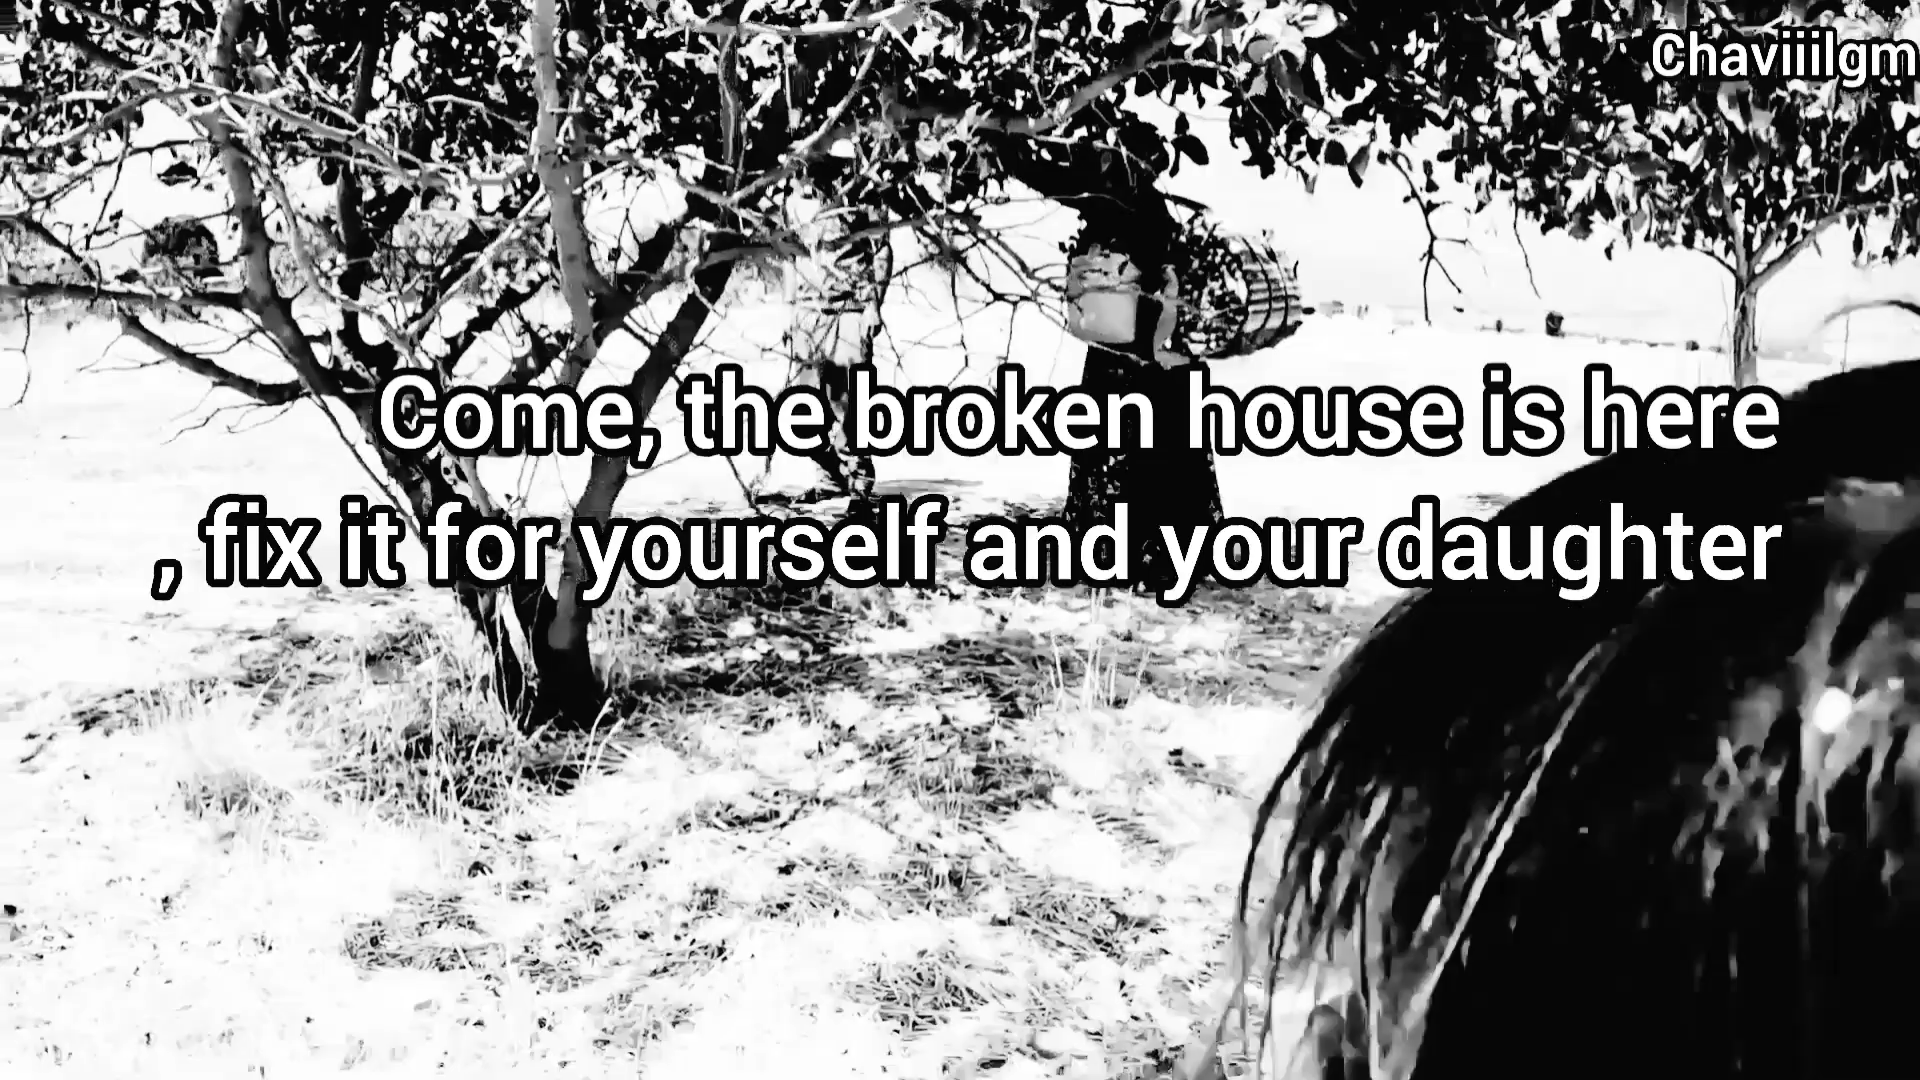 Chaviiilgm
Come, the broken house is here
, fix it for yourself and your daughter